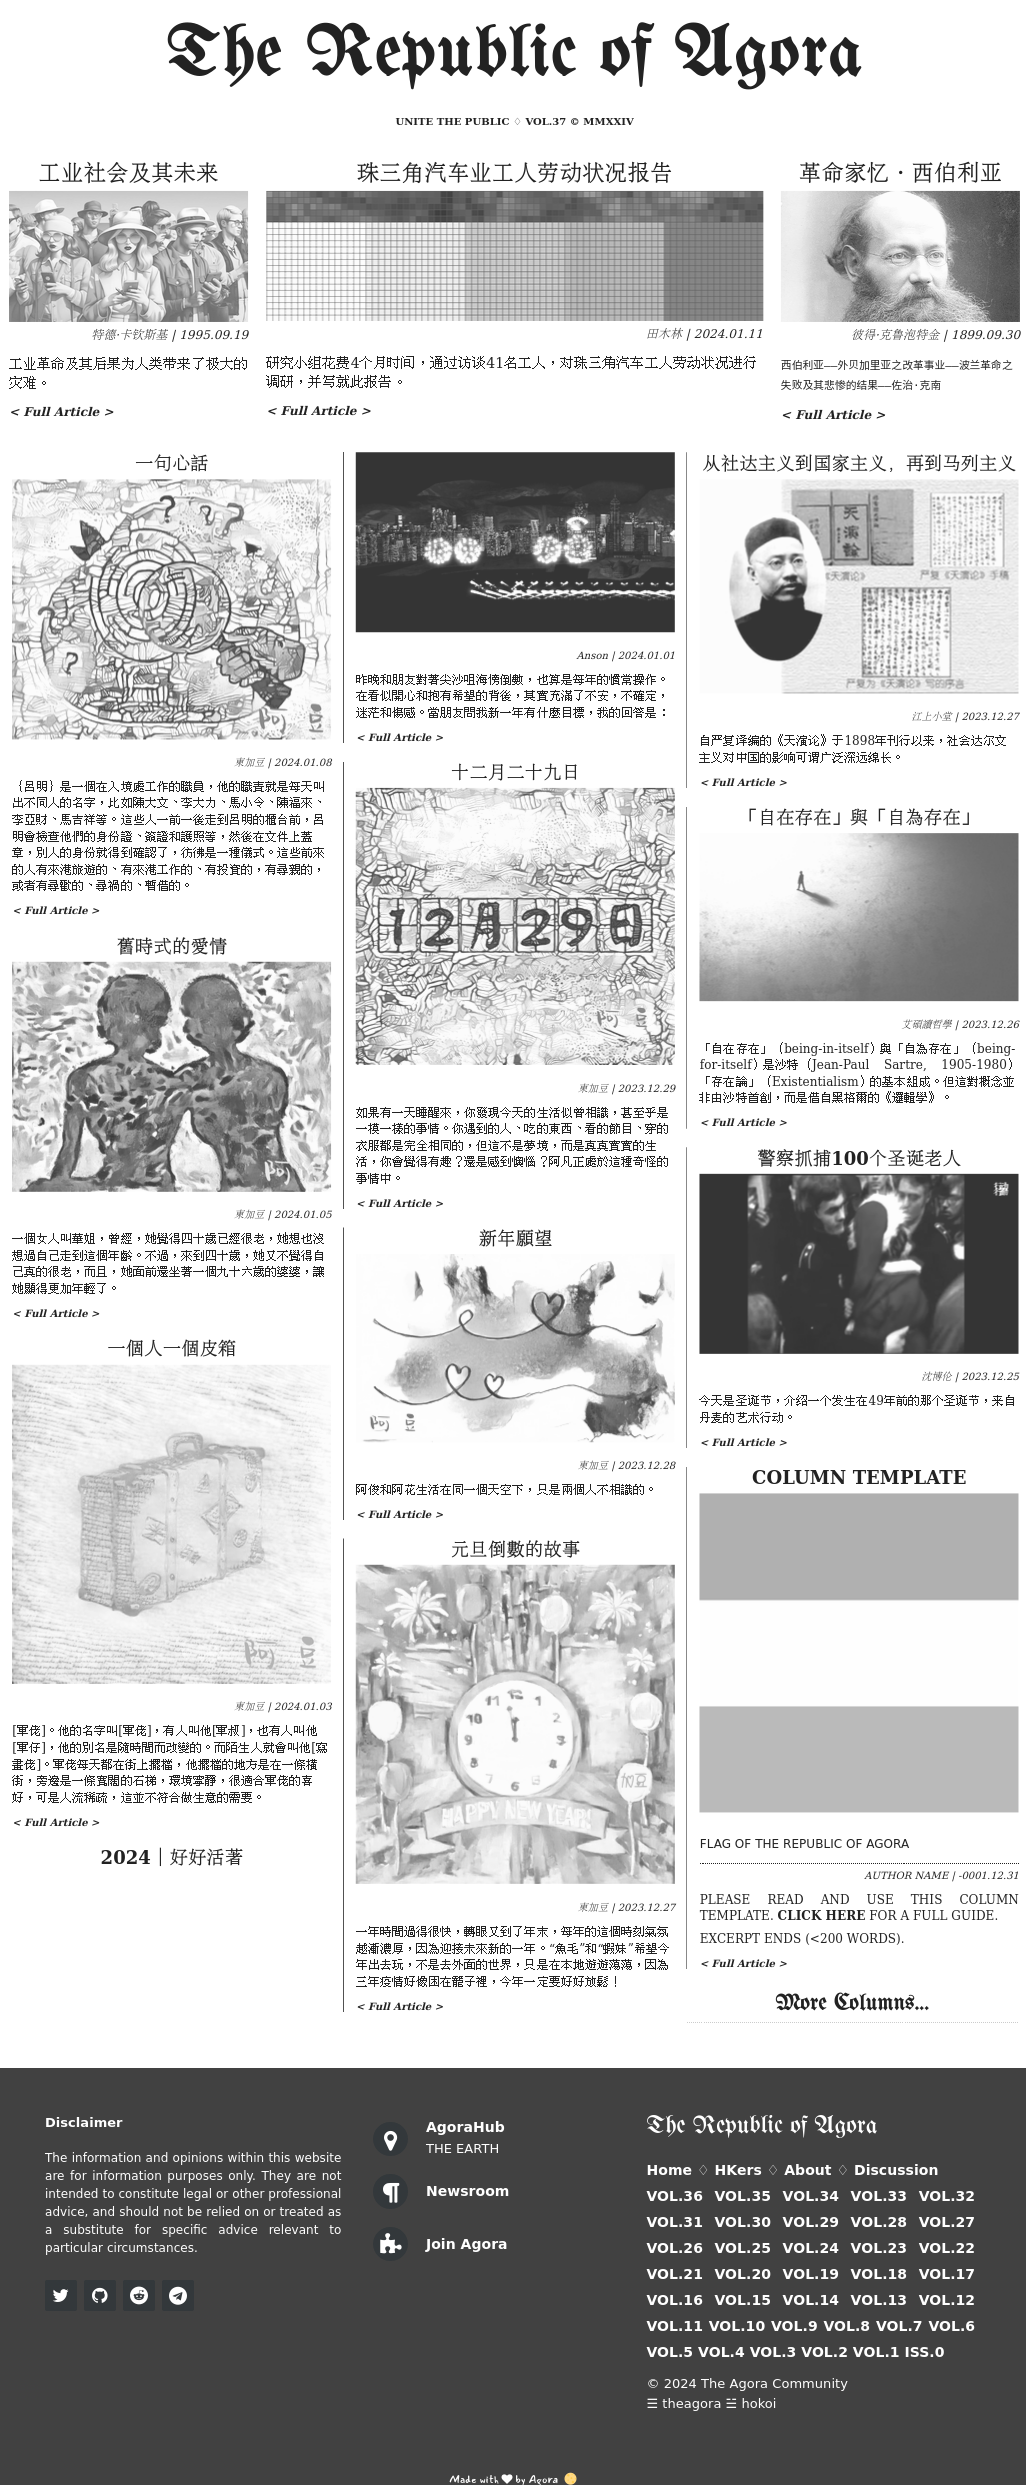 The Republic of Agora
UNITE THE PUBLIC ♢ VOL.37 © MMXXIV
工业社会及其未来
特德·卡钦斯基 | 1995.09.19
工业革命及其后果为人类带来了极大的
灾难。
< Full Article >
珠三角汽车业工人劳动状况报告
田木林 | 2024.01.11
研究小组花费4个月时间，通过访谈41名工人，对珠三角汽车工人劳动状况进行
调研，并写就此报告。
< Full Article >
革命家忆·西伯利亚
彼得·克鲁泡特金 | 1899.09.30
西伯利亚——外贝加里亚之改革事业——波兰革命之
失败及其悲惨的结果——佐治·克南
< Full Article >
一句心話
東加豆 | 2024.01.08
｛呂明｝是一個在入境處工作的職員，他的職責就是每天叫
出不同人的名字，比如陳大文、李大力、馬小令、陳福來、
李亞財、馬吉祥等。這些人一前一後走到呂明的櫃台前，呂
明會檢查他們的身份證、簽證和護照等，然後在文件上蓋
章，別人的身份就得到確認了，彷彿是一種儀式。這些前來
的人有來港旅遊的、有來港工作的、有投資的，有尋親的，
或者有尋歡的、尋禍的、暫借的。
< Full Article >
舊時式的愛情
東加豆 | 2024.01.05
一個女人叫華姐，曾經，她覺得四十歲已經很老，她想也沒
想過自己走到這個年齡。不過，來到四十歲，她又不覺得自
己真的很老，而且，她面前還坐著一個九十六歲的婆婆，讓
她顯得更加年輕了。
< Full Article >
一個人一個皮箱
阿豆
東加豆 | 2024.01.03
[軍佬]。他的名字叫[軍佬]，有人叫他[軍叔]，也有人叫他
[軍仔]，他的別名是隨時間而改變的。而陌生人就會叫他[寫
畫佬]。軍佬每天都在街上擺檔，他擺檔的地方是在一條橫
街，旁邊是一條寬闊的石梯，環境寧靜，很適合軍佬的喜
好，可是人流稀疏，這並不符合做生意的需要。
< Full Article >
2024｜好好活著
Anson | 2024.01.01
昨晚和朋友對著尖沙咀海傍倒數，也算是每年的慣常操作。
在看似開心和抱有希望的背後，其實充滿了不安，不確定，
迷茫和傷感。當朋友問我新一年有什麼目標，我的回答是：
< Full Article >
十二月二十九日
12月29日
東加豆 | 2023.12.29
如果有一天睡醒來，你發現今天的生活似曾相識，甚至乎是
一摸一樣的事情。你遇到的人、吃的東西、看的節目、穿的
衣服都是完全相同的，但這不是夢境，而是真真實實的生
活，你會覺得有趣？還是感到懊惱？阿凡正處於這種奇怪的
事情中。
< Full Article >
新年願望
阿豆
東加豆 | 2023.12.28
阿俊和阿花生活在同一個天空下，只是兩個人不相識的。
< Full Article >
元旦倒數的故事
HAPPY NEW YEAR!
加豆
東加豆 | 2023.12.27
一年時間過得很快，轉眼又到了年末，每年的這個時刻氣氛
越漸濃厚，因為迎接未來新的一年。“魚毛”和“蝦妹”希望今
年出去玩，不是去外面的世界，只是在本地遊遊蕩蕩，因為
三年疫情好像困在籠子裡，今年一定要好好放鬆！
< Full Article >
从社达主义到国家主义，再到马列主义
天演論
《天演论》
严复《天演论》手稿
严复为《天演论》写的序言
江上小堂 | 2023.12.27
自严复译编的《天演论》于1898年刊行以来，社会达尔文
主义对中国的影响可谓广泛深远绵长。
< Full Article >
「自在存在」與「自為存在」
艾碩讀哲學 | 2023.12.26
「自在存在」（being-in-itself）與「自為存在」（being-
for-itself）是沙特（Jean-Paul Sartre, 1905-1980）
「存在論」（Existentialism）的基本組成。但這對概念並
非由沙特首創，而是借自黑格爾的《邏輯學》。
< Full Article >
警察抓捕100个圣诞老人
沈博伦 | 2023.12.25
今天是圣诞节，介绍一个发生在49年前的那个圣诞节，来自
丹麦的艺术行动。
< Full Article >
COLUMN TEMPLATE
FLAG OF THE REPUBLIC OF AGORA
AUTHOR NAME | -0001.12.31
PLEASE READ AND USE THIS COLUMN
TEMPLATE. CLICK HERE FOR A FULL GUIDE.
EXCERPT ENDS (<200 WORDS).
< Full Article >
More Columns...
Disclaimer
The information and opinions within this website
are for information purposes only. They are not
intended to constitute legal or other professional
advice, and should not be relied on or treated as
a substitute for specific advice relevant to
particular circumstances.
AgoraHub
THE EARTH
Newsroom
Join Agora
The Republic of Agora
Home ♢ HKers ♢ About ♢ Discussion
VOL.36 VOL.35 VOL.34 VOL.33 VOL.32
VOL.31 VOL.30 VOL.29 VOL.28 VOL.27
VOL.26 VOL.25 VOL.24 VOL.23 VOL.22
VOL.21 VOL.20 VOL.19 VOL.18 VOL.17
VOL.16 VOL.15 VOL.14 VOL.13 VOL.12
VOL.11 VOL.10 VOL.9 VOL.8 VOL.7 VOL.6
VOL.5 VOL.4 VOL.3 VOL.2 VOL.1 ISS.0
© 2024 The Agora Community
☰ theagora ☱ hokoi
Made with ♥ by Agora